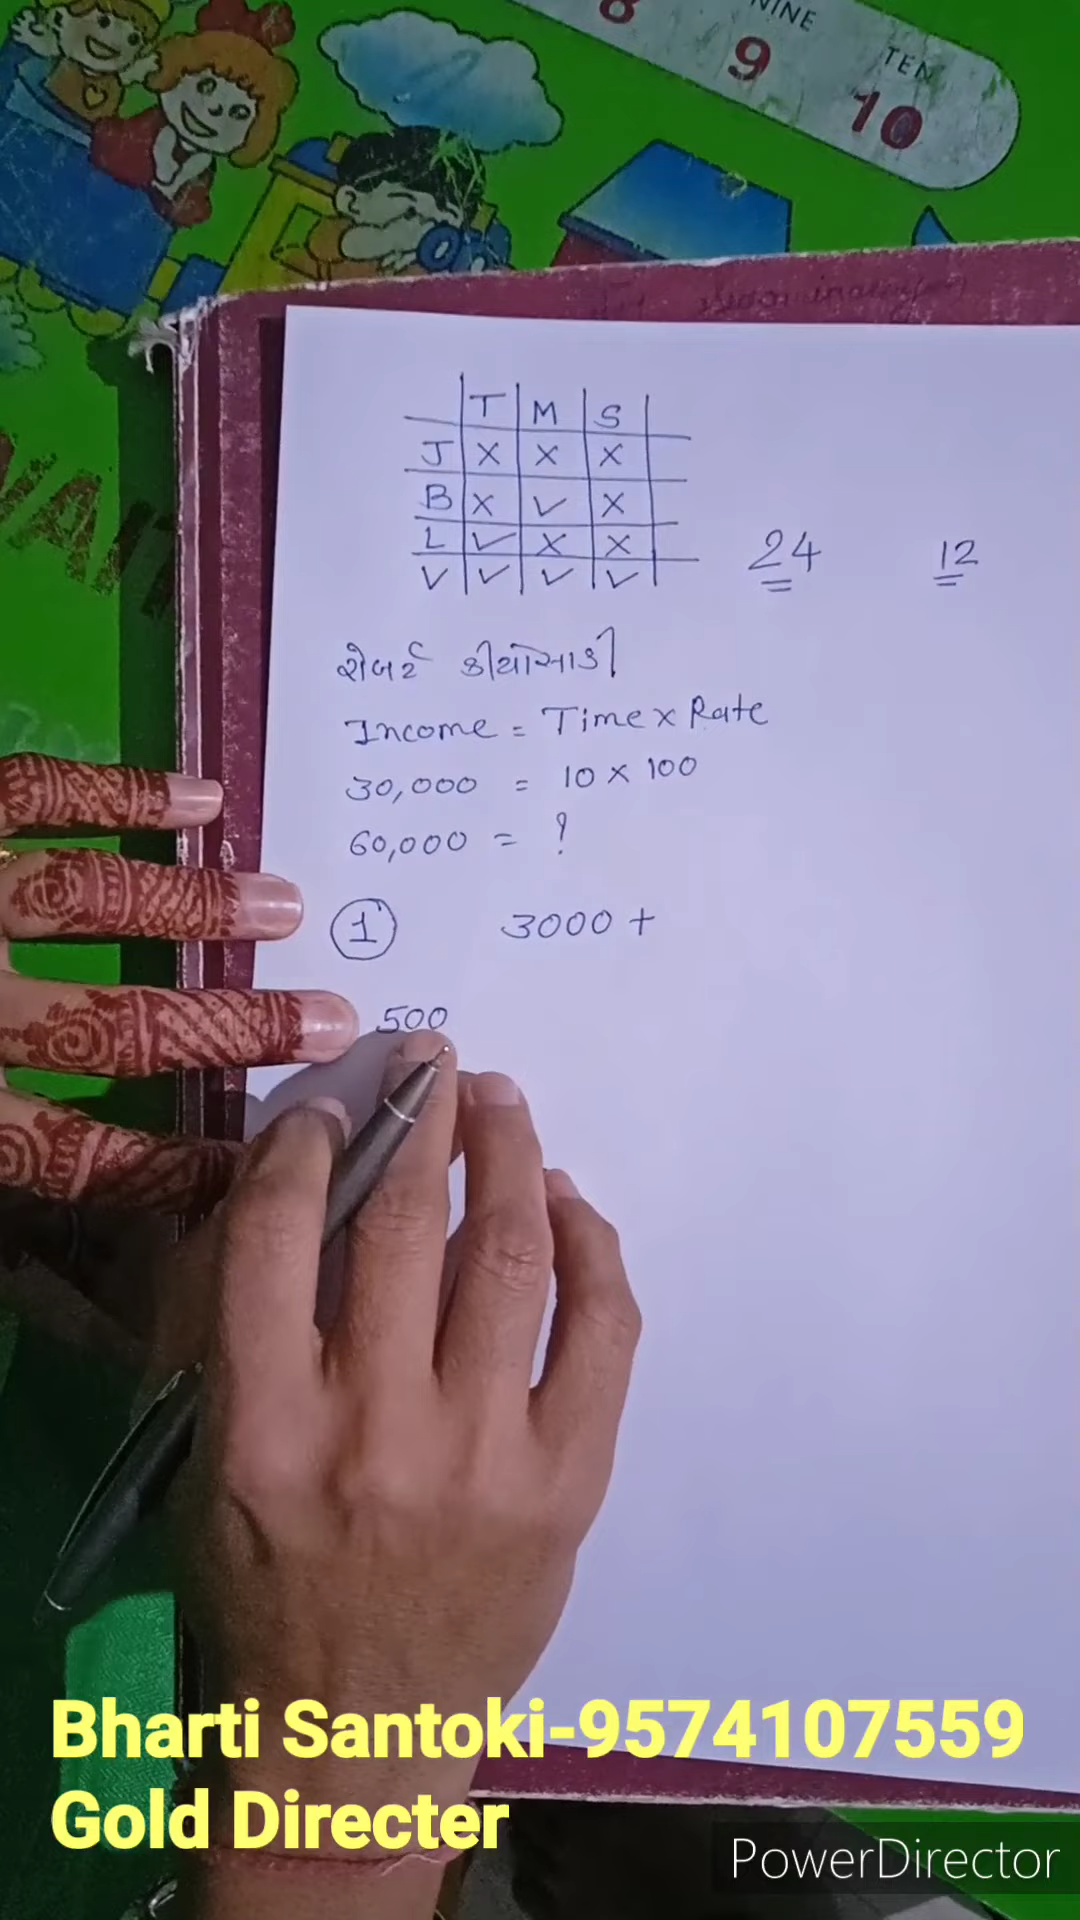 8 9 10
NINE TEN
T M S
J X X X
B X ✓ X
L ✓ X X
V ✓ ✓ ✓
24 12
રોબર્ટ કીયોસાકી
Income = Time x Rate
30,000 = 10 x 100
60,000 = ?
1 3000 +
500
Bharti Santoki-9574107559
Gold Directer
PowerDirector